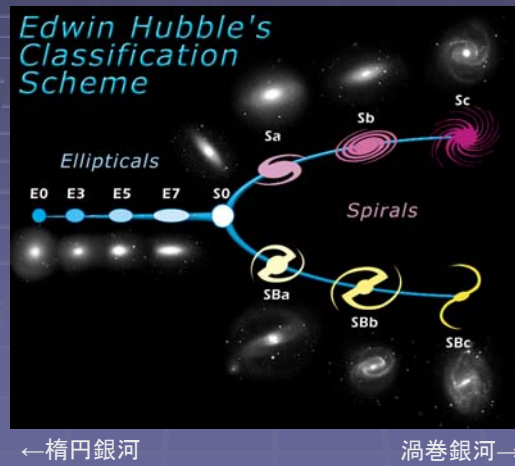 Edwin Hubble's
Classification
Scheme
Sc
Sb
Sa
Ellipticals
E0 E3 E5 E7 S0
Spirals
SBa
SBb
SBc
←楕円銀河
渦巻銀河→